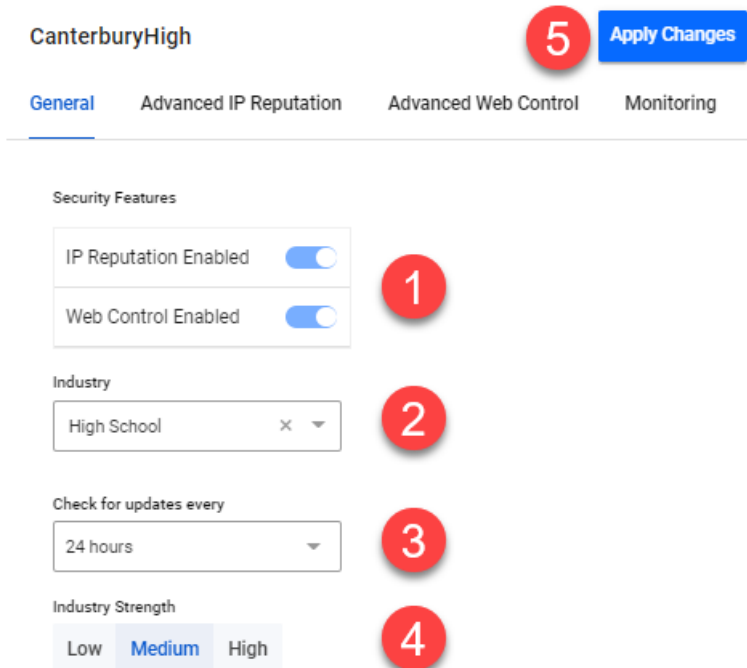 CanterburyHigh
5
Apply Changes
General Advanced IP Reputation Advanced Web Control Monitoring
Security Features
IP Reputation Enabled
1
Web Control Enabled
Industry
High School
2
Check for updates every
24 hours
3
Industry Strength
Low Medium High
4